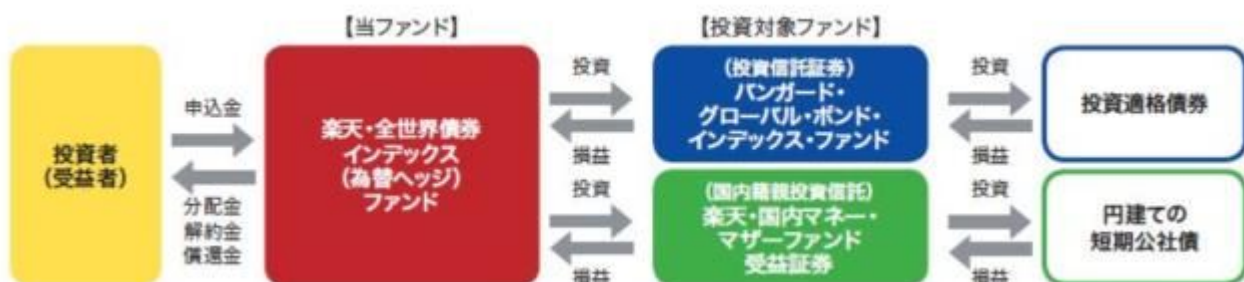 【当ファンド】
【投資対象ファンド】
投資者
(受益者)
申込金
分配金
解約金
償還金
楽天・全世界債券
インデックス
(為替ヘッジ)
ファンド
投資
損益
投資
損益
(投資信託証券)
バンガード・
グローバル・ボンド・
インデックス・ファンド
(国内籍親投資信託)
楽天・国内マネー・
マザーファンド
受益証券
投資
損益
投資
損益
投資適格債券
円建ての
短期公社債